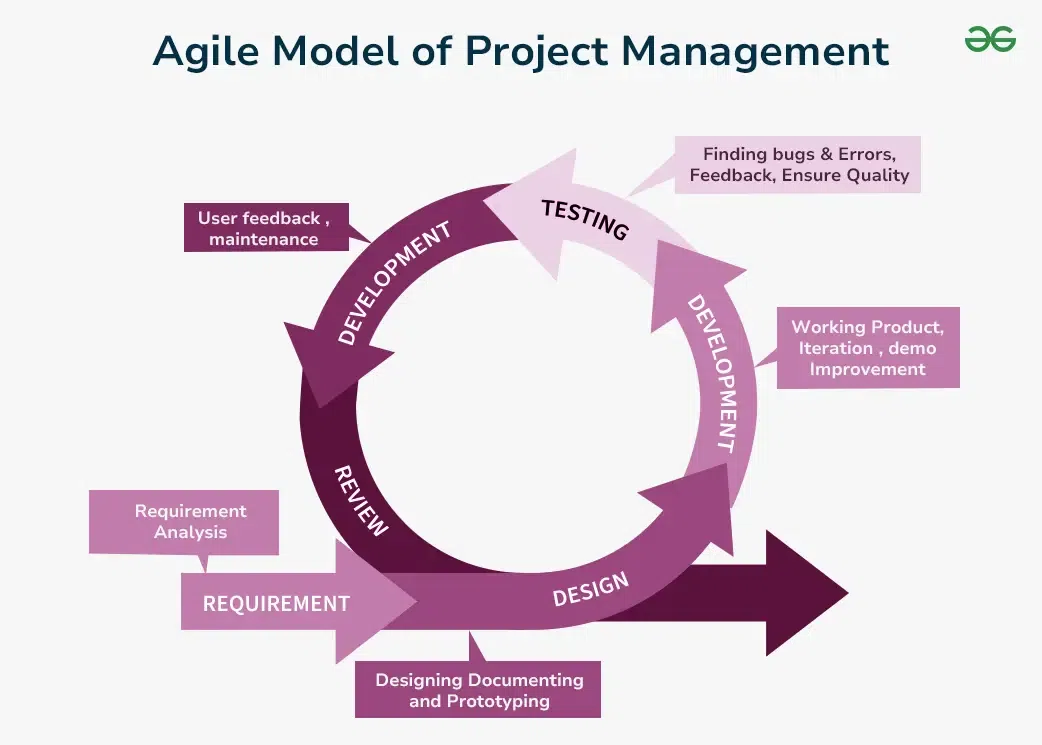 Agile Model of Project Management
Finding bugs & Errors,
Feedback, Ensure Quality
TESTING
User feedback ,
maintenance
DEVELOPMENT
DEVELOPMENT
Working Product,
Iteration , demo
Improvement
REVIEW
Requirement
Analysis
REQUIREMENT
DESIGN
Designing Documenting
and Prototyping